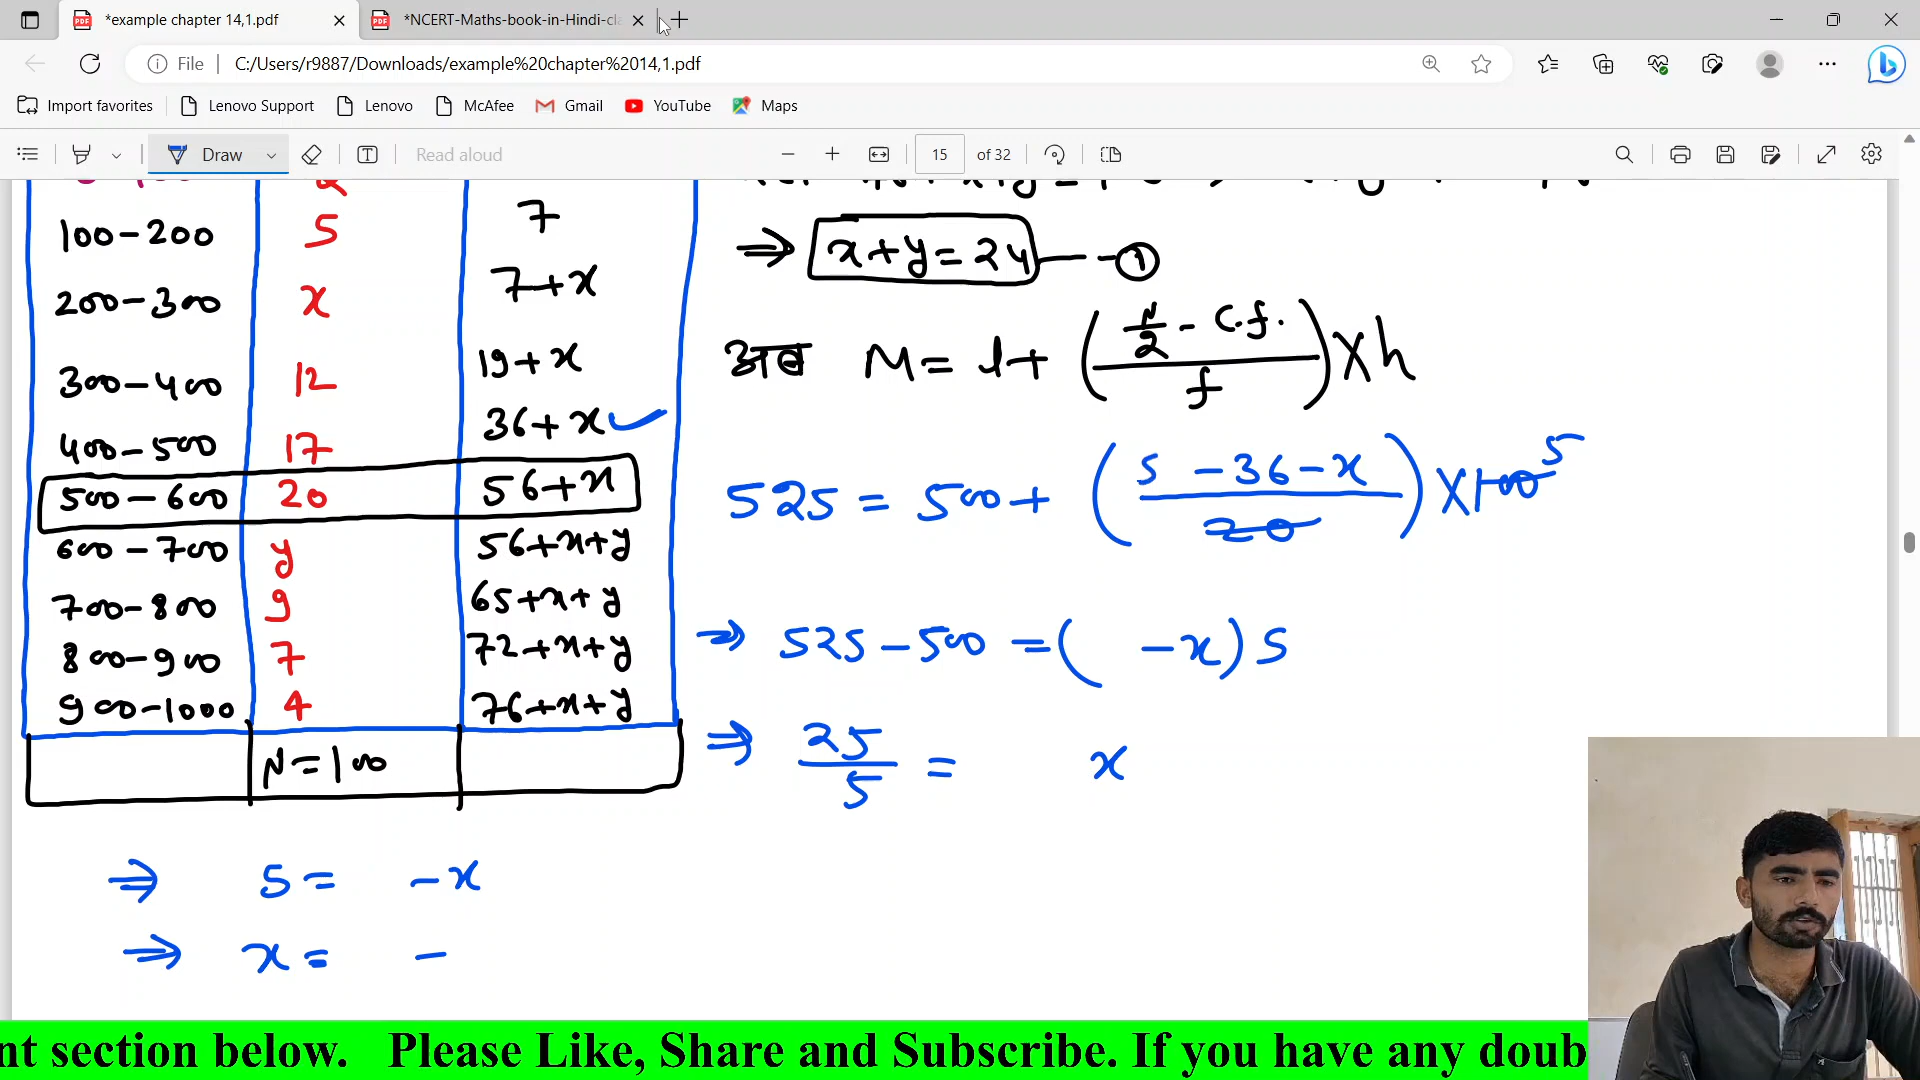 *example chapter 14,1.pdf
*NCERT-Maths-book-in-Hindi-cla
File
C:/Users/r9887/Downloads/example%20chapter%2014,1.pdf
Import favorites
Lenovo Support
Lenovo
McAfee
Gmail
YouTube
Maps
Draw
Read aloud
15 of 32
100-200 5 7
200-300 x 7+x
300-400 12 19+x
400-500 17 36+x
500-600 20 56+x
600-700 y 56+x+y
700-800 9 65+x+y
800-900 7 72+x+y
900-1000 4 76+x+y
N=100
⇒ 5= -x
⇒ x= -
⇒ x+y=24 --①
अब M= l+ (N/2 - C.f. / f) X h
525 = 500+ (5 -36-x / 20) X100 5
⇒ 525-500 =( -x) 5
⇒ 25/5 = x
nt section below. Please Like, Share and Subscribe. If you have any doub